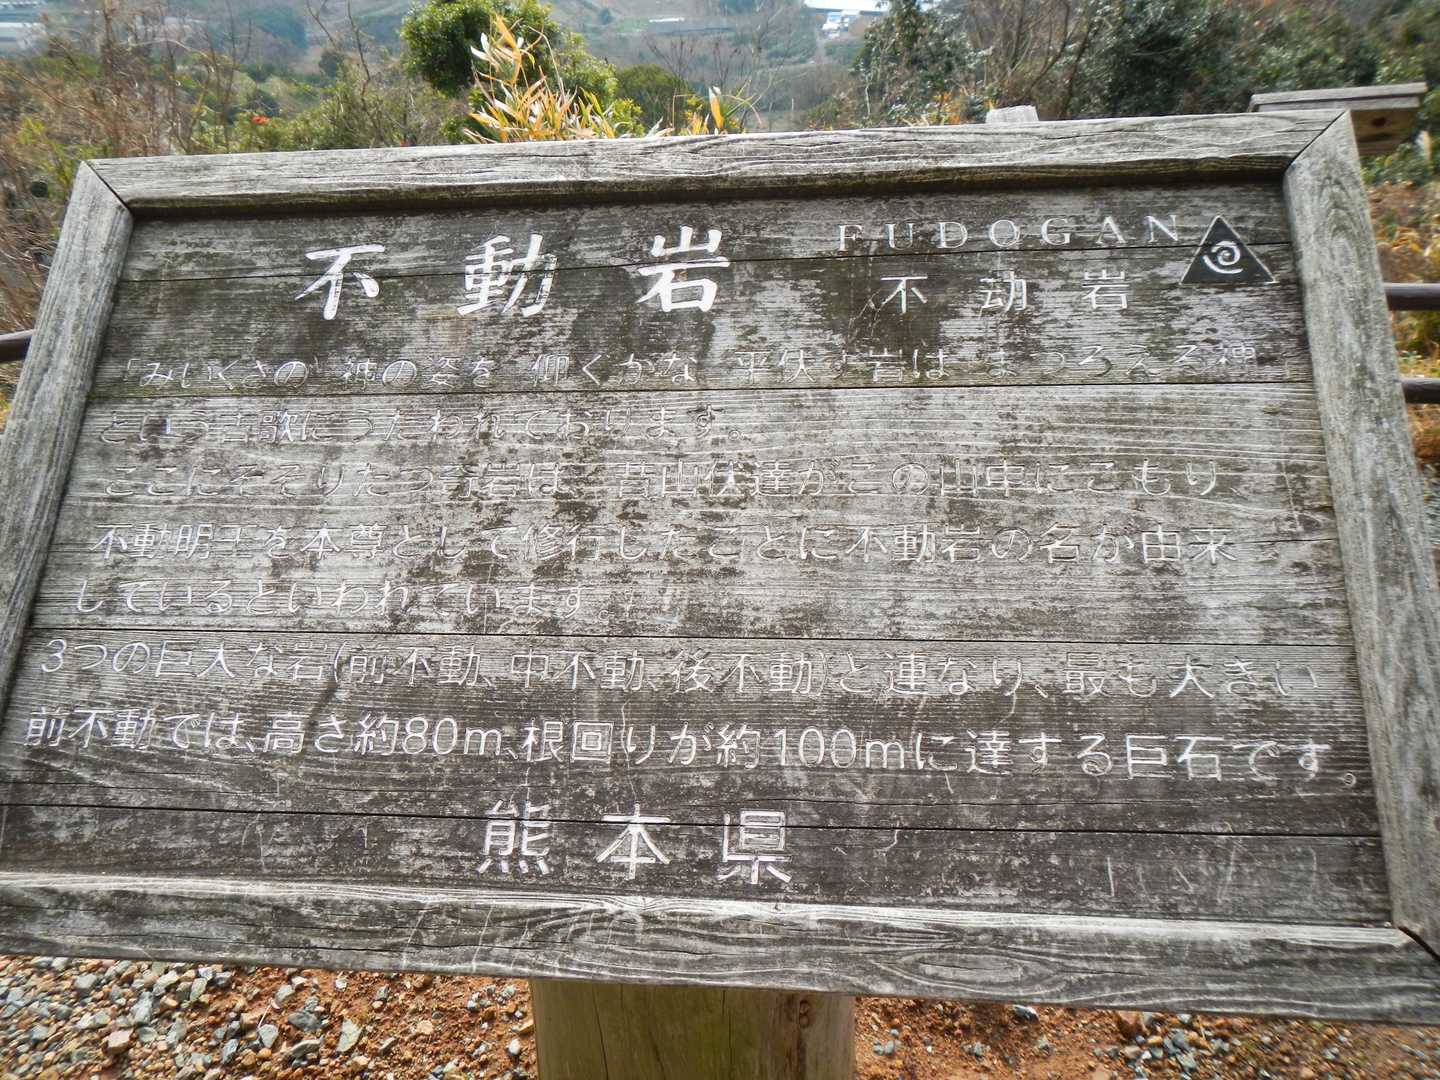 不動岩
FUDOGAN
不动岩
「みいくさの 神の姿を 仰くかな 平伏す岩は まつろえる裸」
という古歌にうたわれております。
ここにそそりたつ奇岩は、昔山伏達がこの山中にこもり、
不動明王を本尊として修行したことに不動岩の名が由来
しているといわれています。
3つの巨大な岩(前不動、中不動、後不動)と連なり、最も大きい
前不動では、高さ約80m、根回りが約100mに達する巨石です。
熊本県